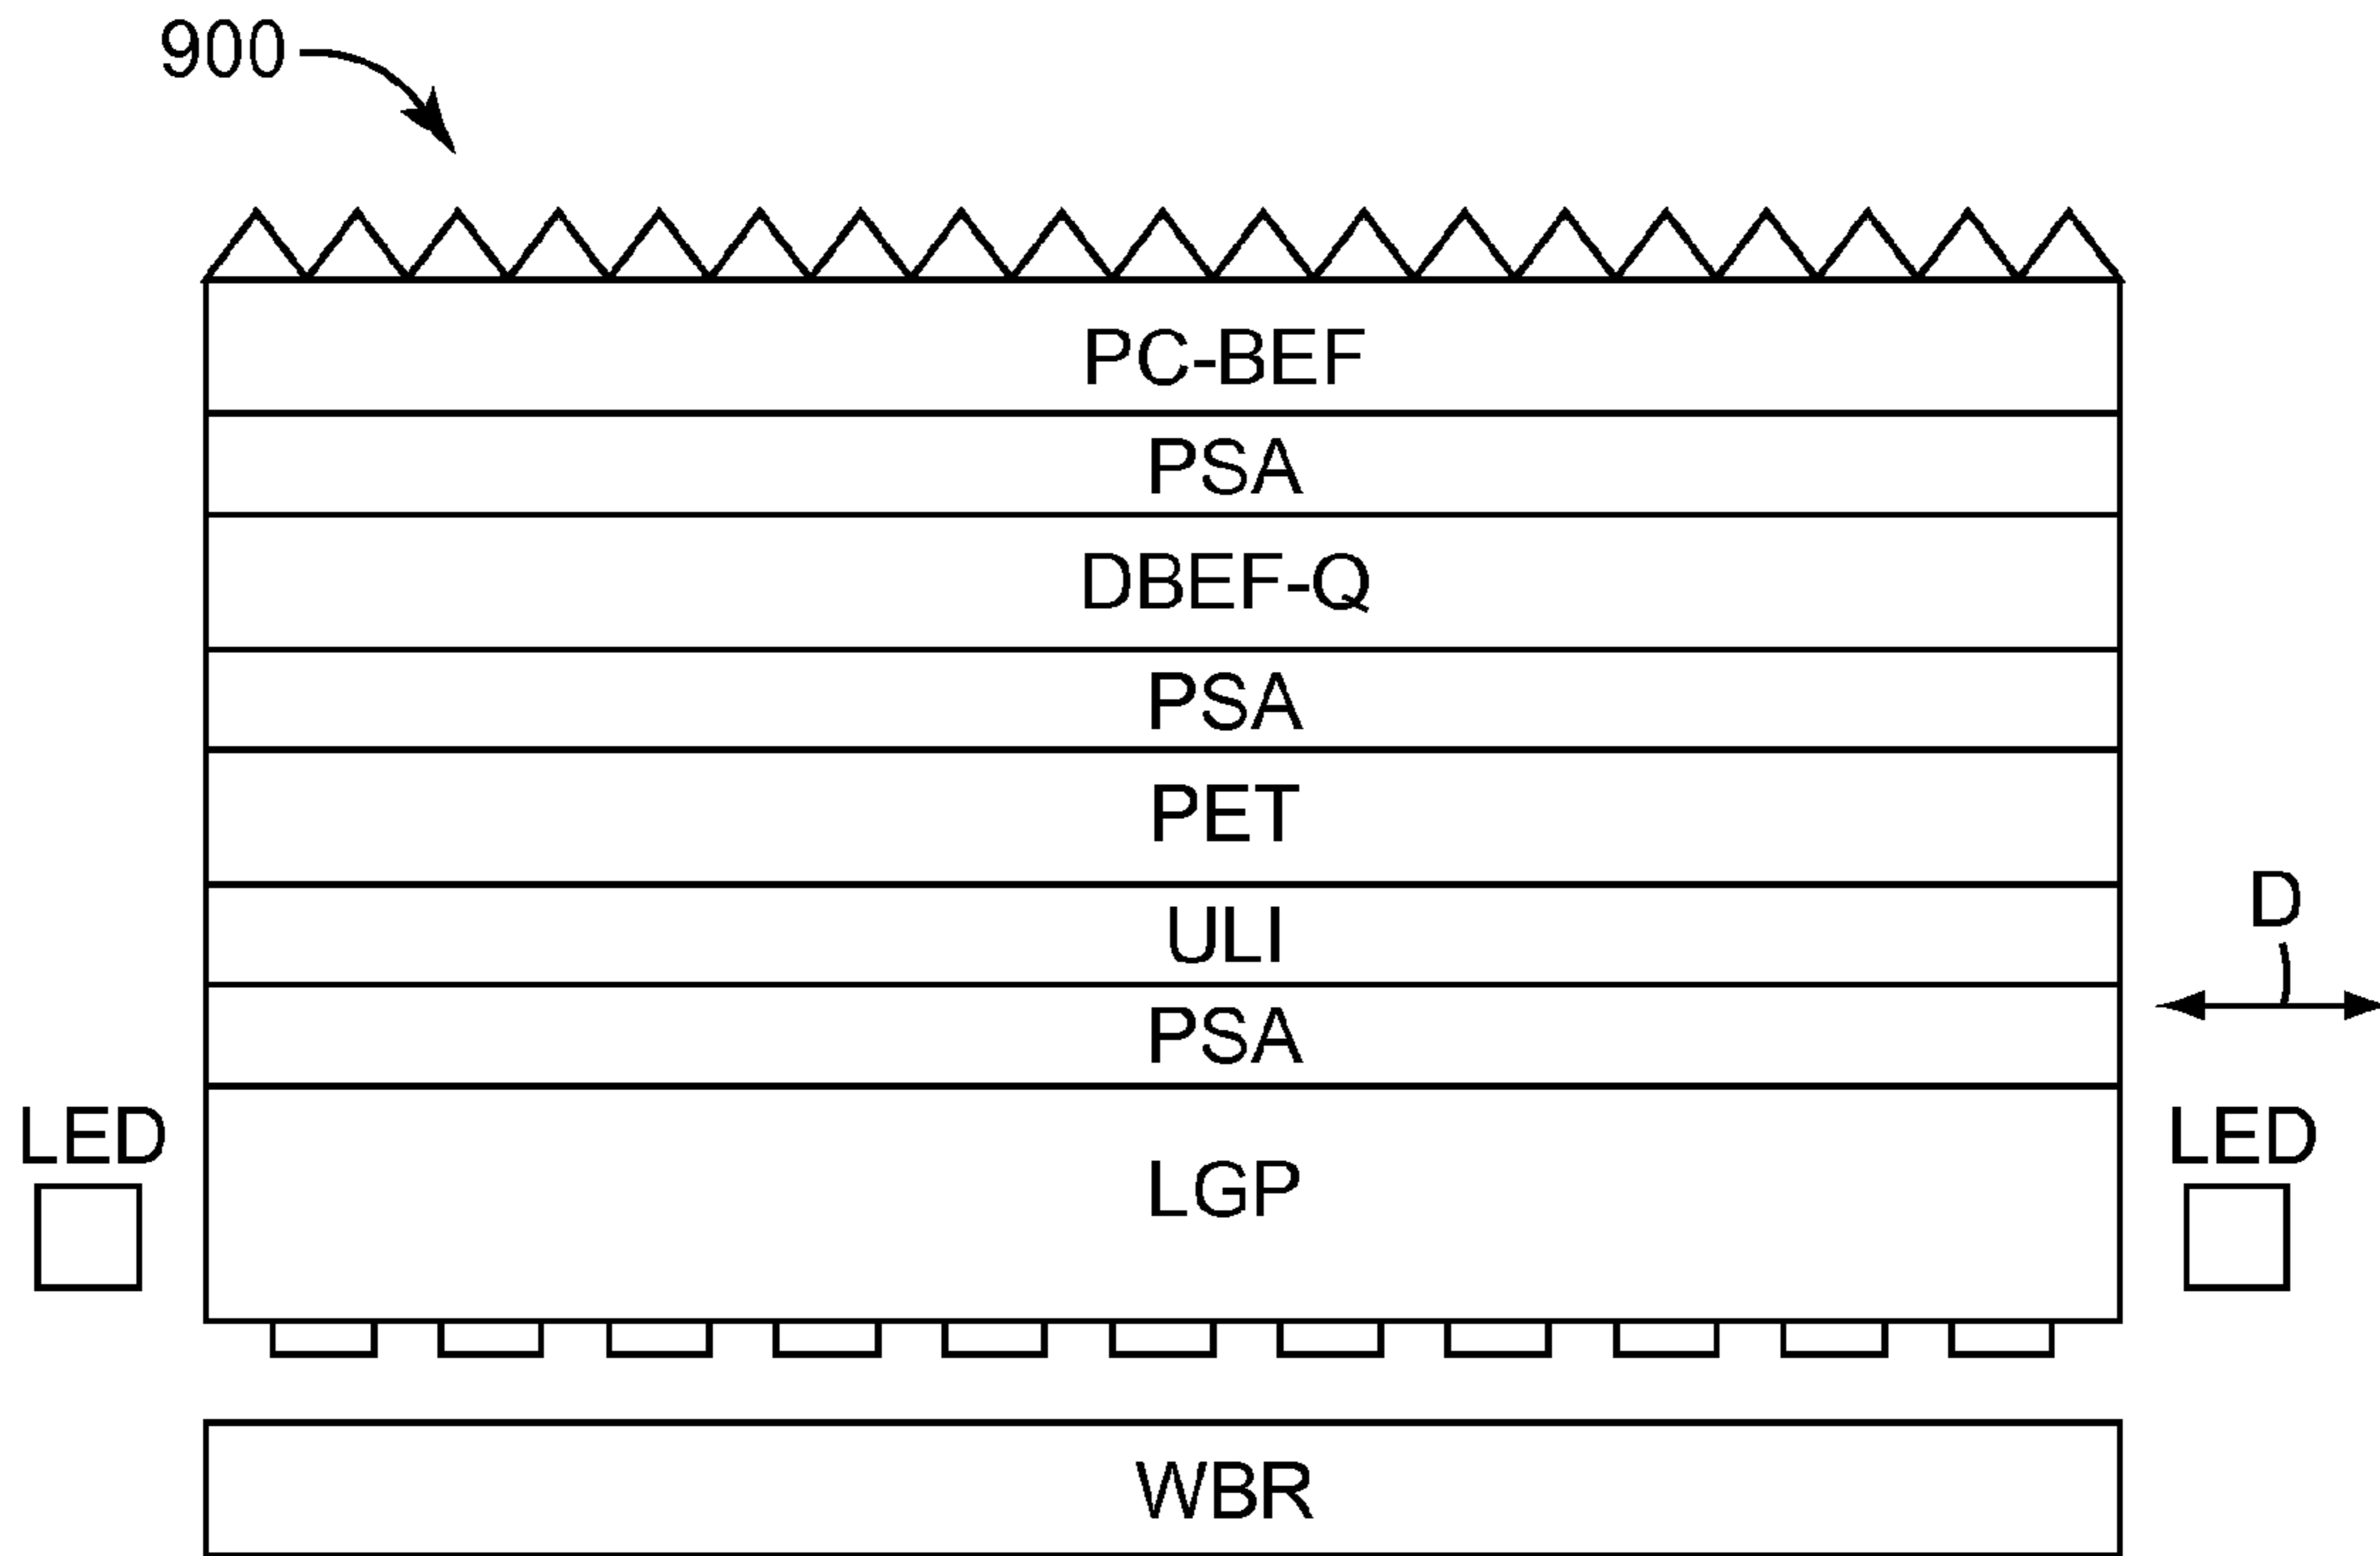 900
PC-BEF
PSA
DBEF-Q
PSA
PET
ULI
D
PSA
LED
LED
LGP
WBR